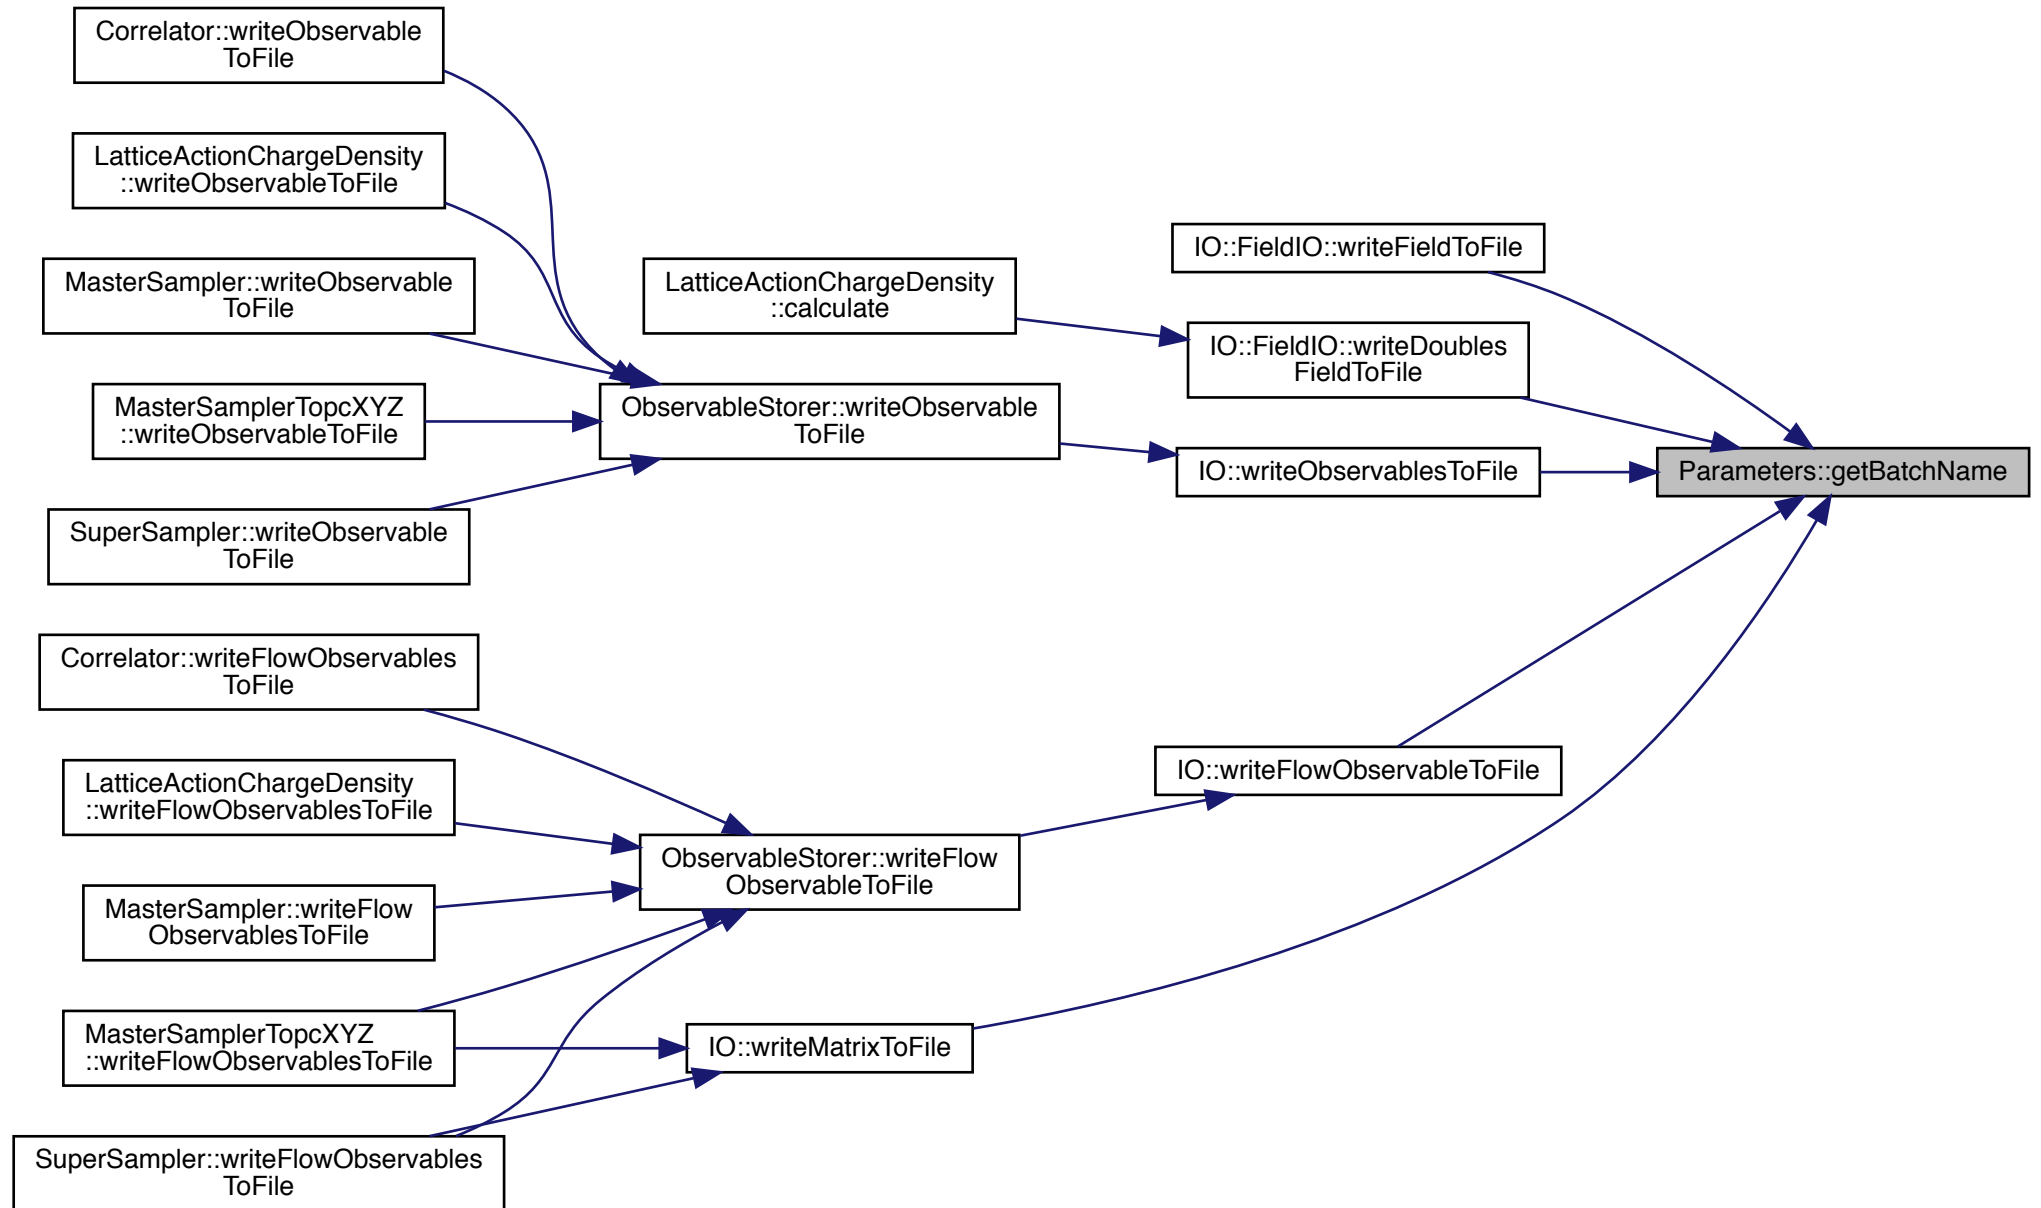 Correlator::writeObservable
ToFile
LatticeActionChargeDensity
::writeObservableToFile
MasterSampler::writeObservable
ToFile
MasterSamplerTopcXYZ
::writeObservableToFile
SuperSampler::writeObservable
ToFile
Correlator::writeFlowObservables
ToFile
LatticeActionChargeDensity
::writeFlowObservablesToFile
MasterSampler::writeFlow
ObservablesToFile
MasterSamplerTopcXYZ
::writeFlowObservablesToFile
SuperSampler::writeFlowObservables
ToFile
LatticeActionChargeDensity
::calculate
ObservableStorer::writeObservable
ToFile
ObservableStorer::writeFlow
ObservableToFile
IO::writeMatrixToFile
IO::FieldIO::writeFieldToFile
IO::FieldIO::writeDoubles
FieldToFile
IO::writeObservablesToFile
IO::writeFlowObservableToFile
Parameters::getBatchName